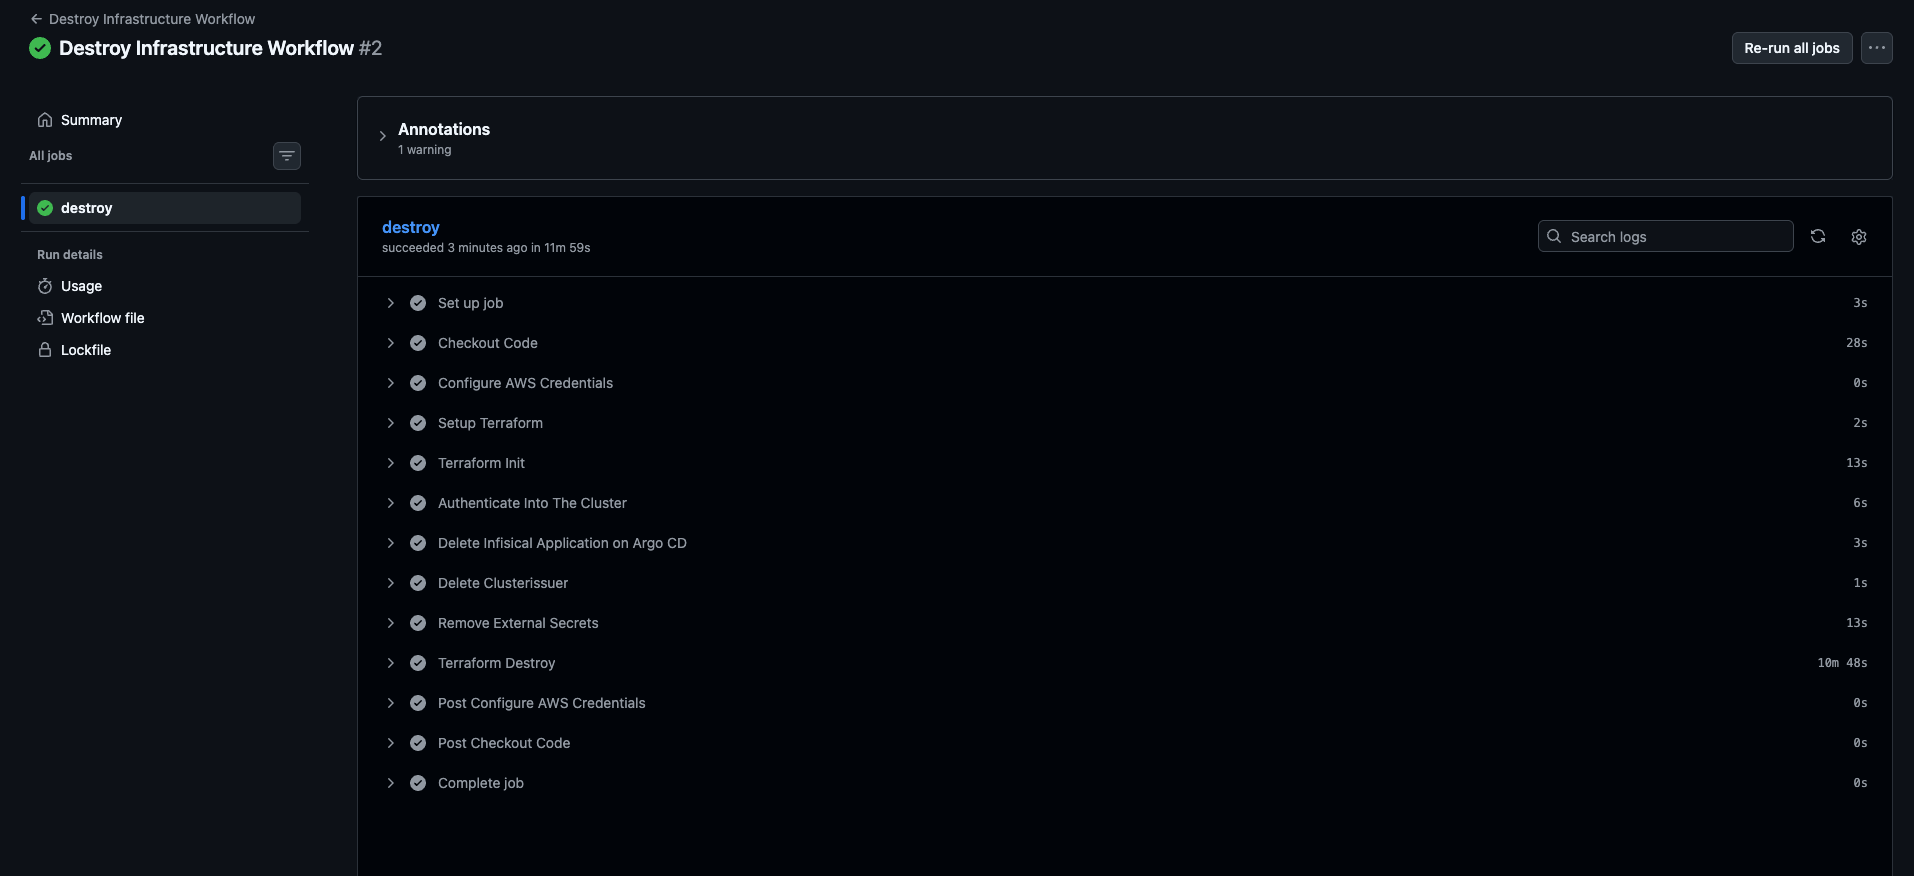 Destroy Infrastructure Workflow
Destroy Infrastructure Workflow #2
Re-run all jobs
Summary
All jobs
destroy
Run details
Usage
Workflow file
Lockfile
Annotations
1 warning
destroy
succeeded 3 minutes ago in 11m 59s
Search logs
Set up job 3s
Checkout Code 28s
Configure AWS Credentials 0s
Setup Terraform 2s
Terraform Init 13s
Authenticate Into The Cluster 6s
Delete Infisical Application on Argo CD 3s
Delete Clusterissuer 1s
Remove External Secrets 13s
Terraform Destroy 10m 48s
Post Configure AWS Credentials 0s
Post Checkout Code 0s
Complete job 0s